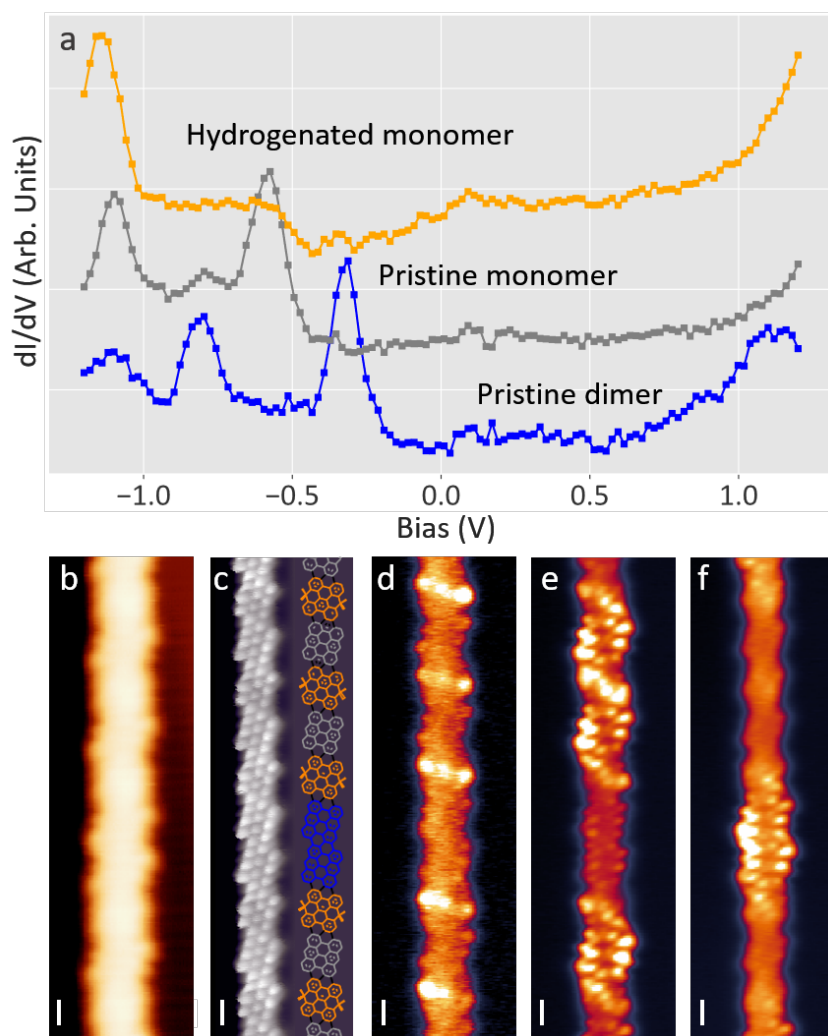 a
dI/dV (Arb. Units)
Hydrogenated monomer
Pristine monomer
Pristine dimer
−1.0 −0.5 0.0 0.5 1.0
Bias (V)
b c d e f